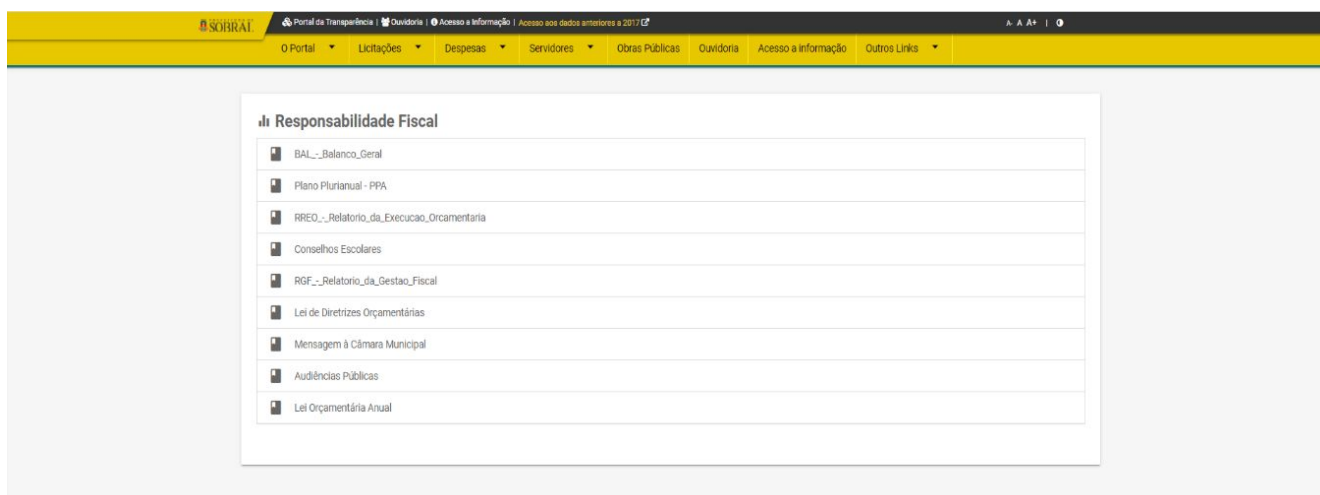 SOBRAL Portal da Transparência | Ouvidoria | Acesso a Informação | Acesso aos dados anteriores a 2017 A- A A+ |
O Portal Licitações Despesas Servidores Obras Públicas Ouvidoria Acesso a informação Outros Links
Responsabilidade Fiscal
BAL_-_Balanco_Geral
Plano Plurianual - PPA
RREO_-_Relatorio_da_Execucao_Orcamentaria
Conselhos Escolares
RGF_-_Relatorio_da_Gestao_Fiscal
Lei de Diretrizes Orçamentárias
Mensagem à Câmara Municipal
Audiências Públicas
Lei Orçamentária Anual